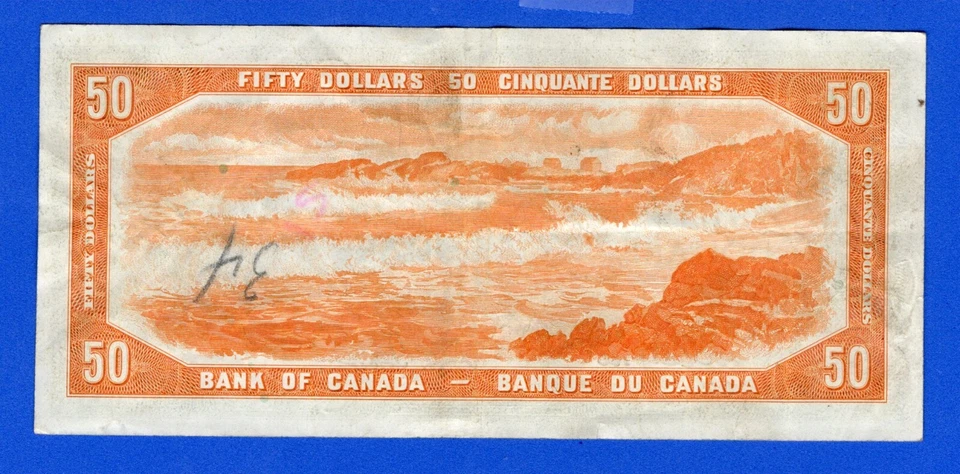 50 FIFTY DOLLARS 50 CINQUANTE DOLLARS 50
FIFTY DOLLARS
CINQUANTE DOLLARS
34
50 BANK OF CANADA – BANQUE DU CANADA 50